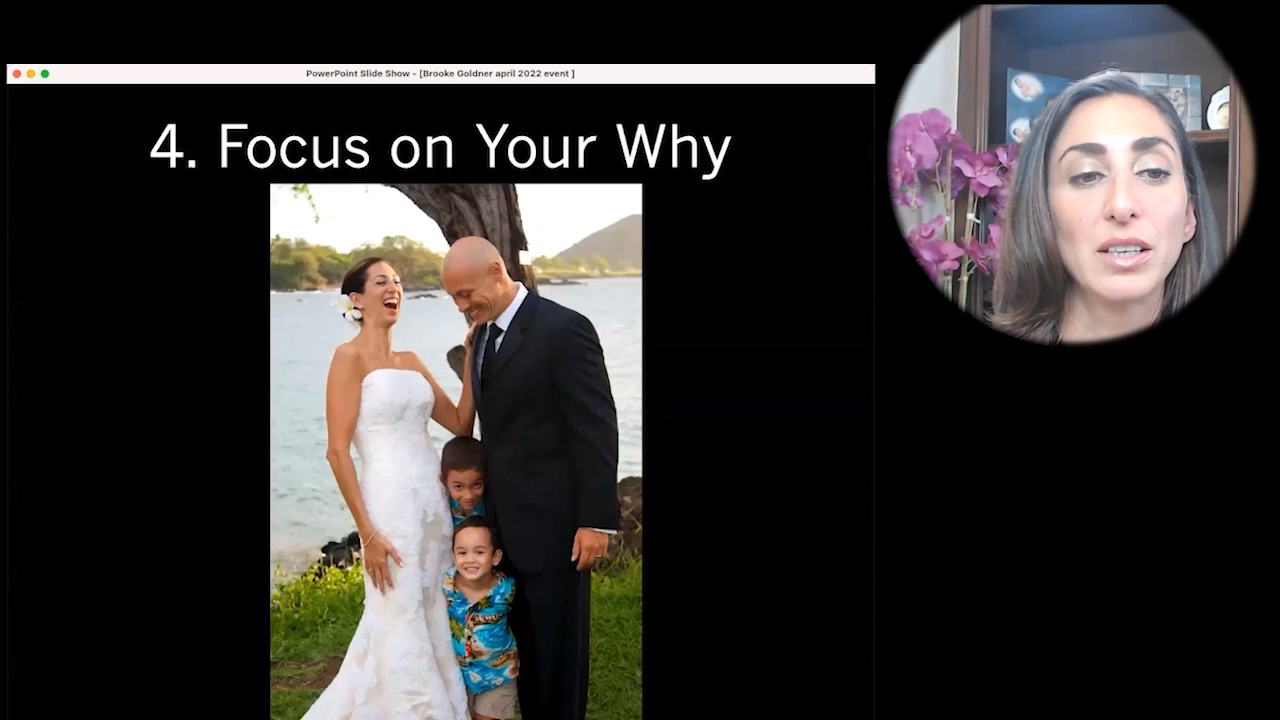 PowerPoint Slide Show - [Brooke Goldner april 2022 event ]
4. Focus on Your Why